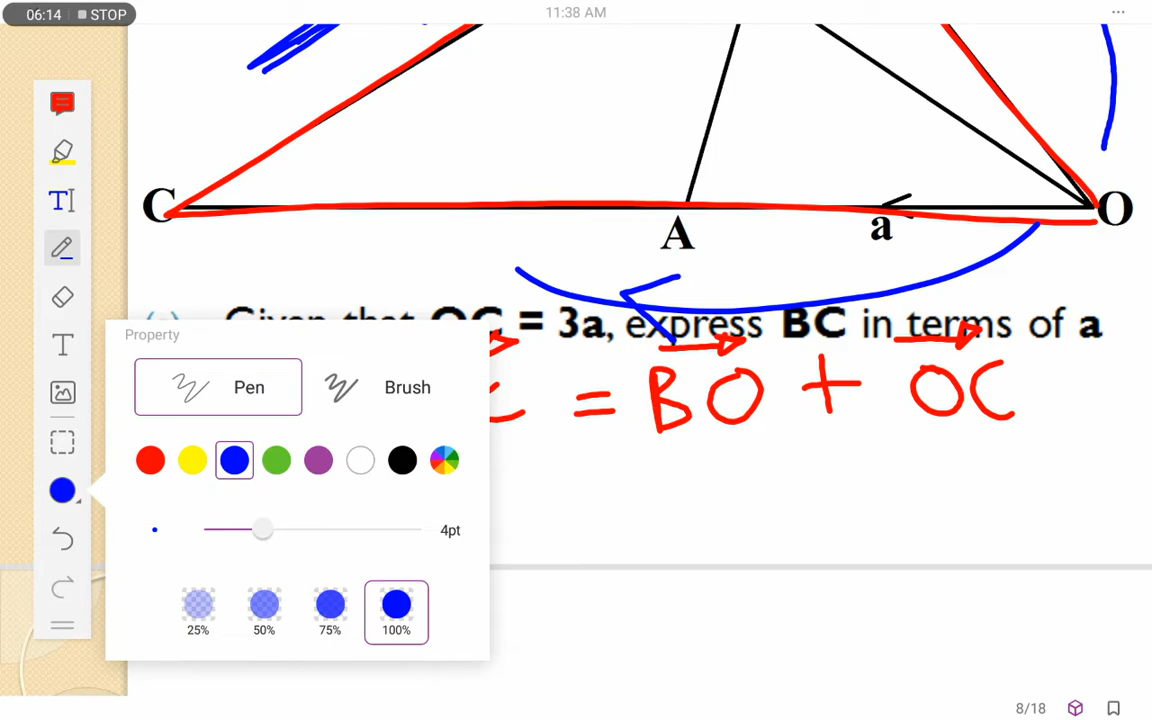 06:14 STOP
11:38 AM
C
O
A
a
Given that OC = 3a, express BC in terms of a
Property
Pen Brush
C = BO + OC
4pt
25% 50% 75% 100%
8/18